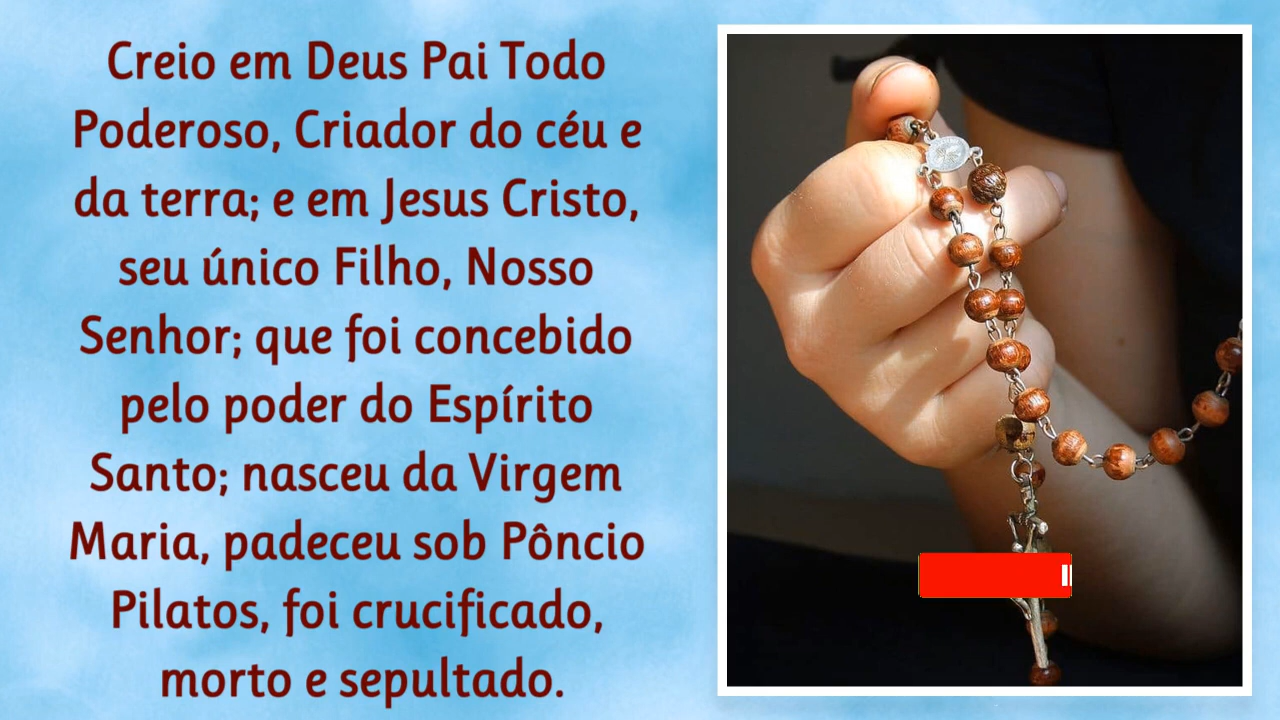 Creio em Deus Pai Todo
Poderoso, Criador do céu e
da terra; e em Jesus Cristo,
seu único Filho, Nosso
Senhor; que foi concebido
pelo poder do Espírito
Santo; nasceu da Virgem
Maria, padeceu sob Pôncio
Pilatos, foi crucificado,
morto e sepultado.